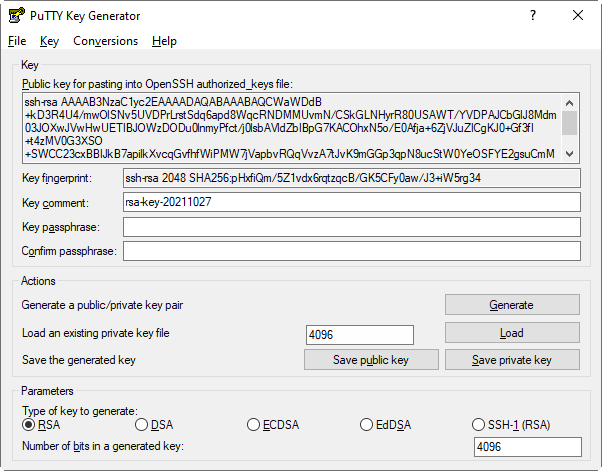 PuTTY Key Generator
?
File Key Conversions Help
Key
Public key for pasting into OpenSSH authorized_keys file:
ssh-rsa AAAAB3NzaC1yc2EAAAADAQABAAABAQCWaWDdB
+kD3R4U4/mwOlSNv5UVDPrLrstSdq6apd8WqcRNDMMUvmN/CSkGLNHyrR80USAWT/YVDPAJCbGlJ8Mdm
03JOXwJVwHwUETIBJOWzDODu0lnmyPfct/j0lsbAVldZbIBpG7KACOhxN5o/E0Afja+6ZjVJuZlCgKJ0+Gf3fl
+t4zMV0G3XSO
+SWCC23cxBBlJkB7apilkXvcqGvfhfWiPMW7jVapbvRQqVvzA7tJvK9mGGp3qpN8ucStW0YeOSFYE2gsuCmM
Key fingerprint: ssh-rsa 2048 SHA256:pHxfiQm/5Z1vdx6rqtzqcB/GK5CFy0aw/J3+iW5rg34
Key comment: rsa-key-20211027
Key passphrase:
Confirm passphrase:
Actions
Generate a public/private key pair Generate
Load an existing private key file 4096 Load
Save the generated key Save public key Save private key
Parameters
Type of key to generate:
RSA DSA ECDSA EdDSA SSH-1 (RSA)
Number of bits in a generated key: 4096